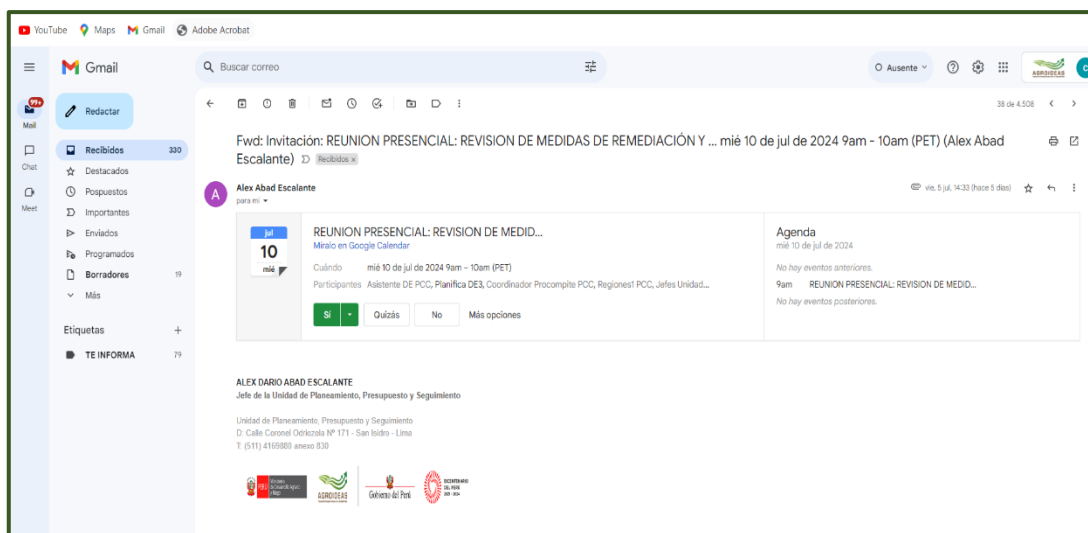 YouTube Maps Gmail Adobe Acrobat
Gmail
Buscar correo
Ausente
AGROIDEAS
99+
Mail
Redactar
38 de 4.508
Recibidos 330
Chat
Destacados
Meet
Pospuestos
Importantes
Enviados
Programados
Borradores 19
Más
Etiquetas +
TE INFORMA 79
Fwd: Invitación: REUNION PRESENCIAL: REVISION DE MEDIDAS DE REMEDIACIÓN Y ... mié 10 de jul de 2024 9am - 10am (PET) (Alex Abad
Escalante) Recibidos x
A
Alex Abad Escalante
vie, 5 jul, 14:33 (hace 5 días)
para mí
jul
10
mié
REUNION PRESENCIAL: REVISION DE MEDID...
Míralo en Google Calendar
Cuándo mié 10 de jul de 2024 9am – 10am (PET)
Participantes Asistente DE PCC, Planifica DE3, Coordinador Procompite PCC, Regiones1 PCC, Jefes Unidad...
Sí Quizás No Más opciones
Agenda
mié 10 de jul de 2024
No hay eventos anteriores.
9am REUNION PRESENCIAL: REVISION DE MEDID...
No hay eventos posteriores.
ALEX DARIO ABAD ESCALANTE
Jefe de la Unidad de Planeamiento, Presupuesto y Seguimiento
Unidad de Planeamiento, Presupuesto y Seguimiento
D: Calle Coronel Odriozola Nº 171 - San Isidro - Lima
T: (511) 4169880 anexo 830
PERÚ
AGROIDEAS
Gobierno del Perú
BICENTENARIO
DEL PERÚ
2021 - 2024